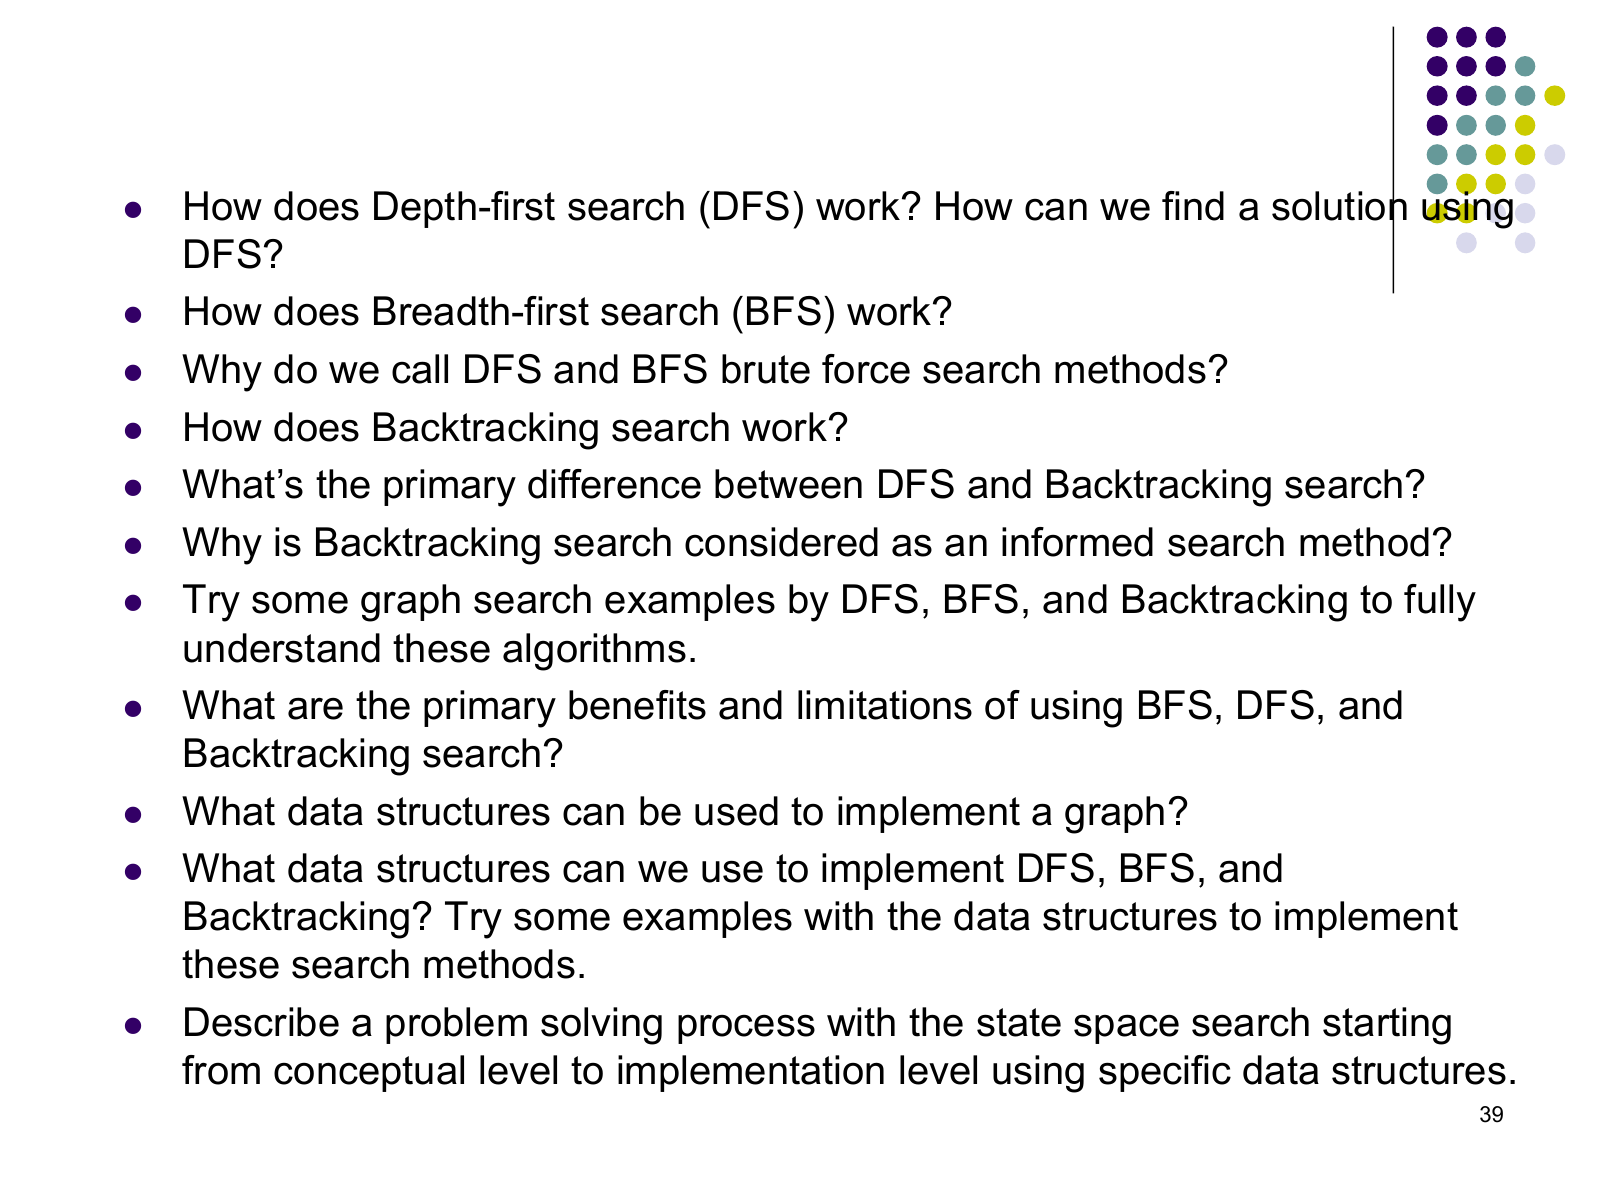 How does Depth-first search (DFS) work? How can we find a solution using
DFS?
How does Breadth-first search (BFS) work?
Why do we call DFS and BFS brute force search methods?
How does Backtracking search work?
What’s the primary difference between DFS and Backtracking search?
Why is Backtracking search considered as an informed search method?
Try some graph search examples by DFS, BFS, and Backtracking to fully
understand these algorithms.
What are the primary benefits and limitations of using BFS, DFS, and
Backtracking search?
What data structures can be used to implement a graph?
What data structures can we use to implement DFS, BFS, and
Backtracking? Try some examples with the data structures to implement
these search methods.
Describe a problem solving process with the state space search starting
from conceptual level to implementation level using specific data structures.
39